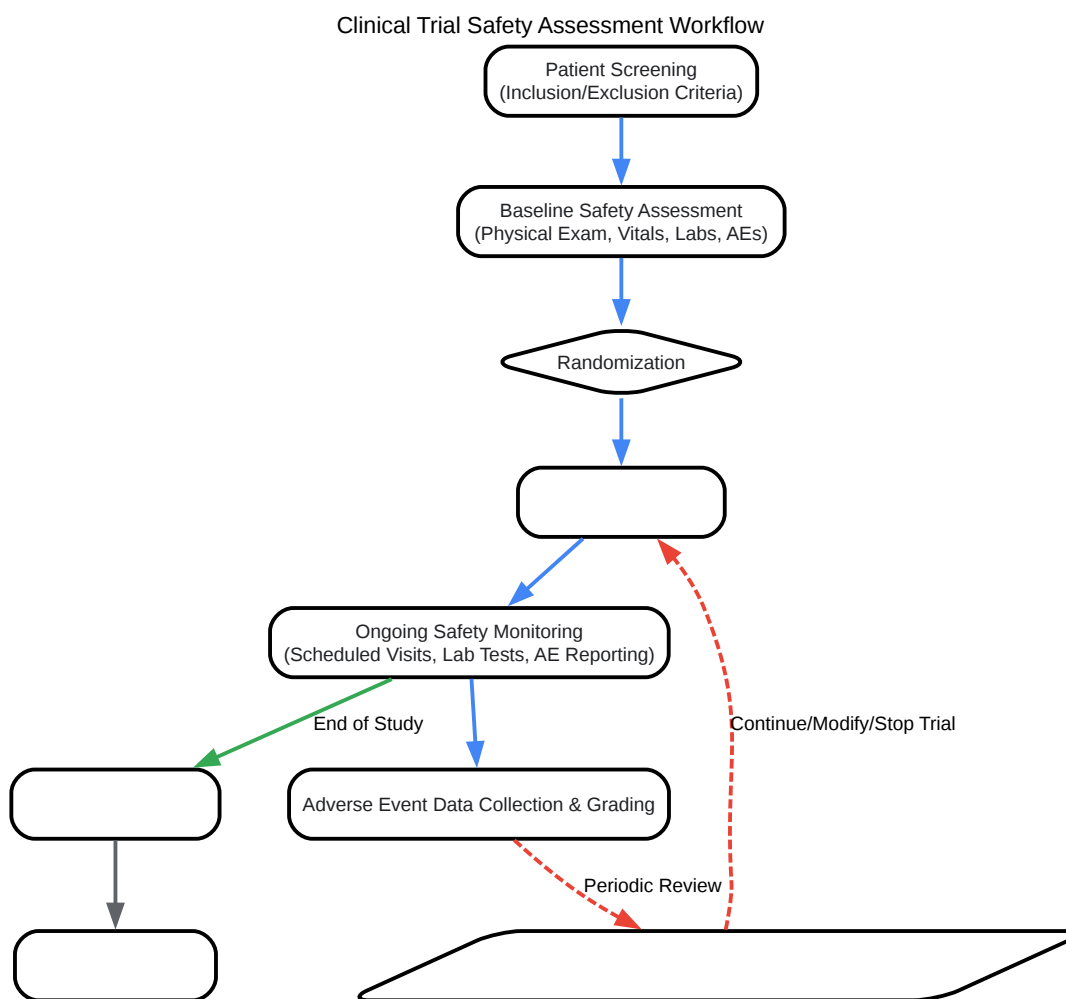 Clinical Trial Safety Assessment Workflow
Patient Screening
(Inclusion/Exclusion Criteria)
Baseline Safety Assessment
(Physical Exam, Vitals, Labs, AEs)
Randomization
Ongoing Safety Monitoring
(Scheduled Visits, Lab Tests, AE Reporting)
End of Study
Continue/Modify/Stop Trial
Adverse Event Data Collection & Grading
Periodic Review